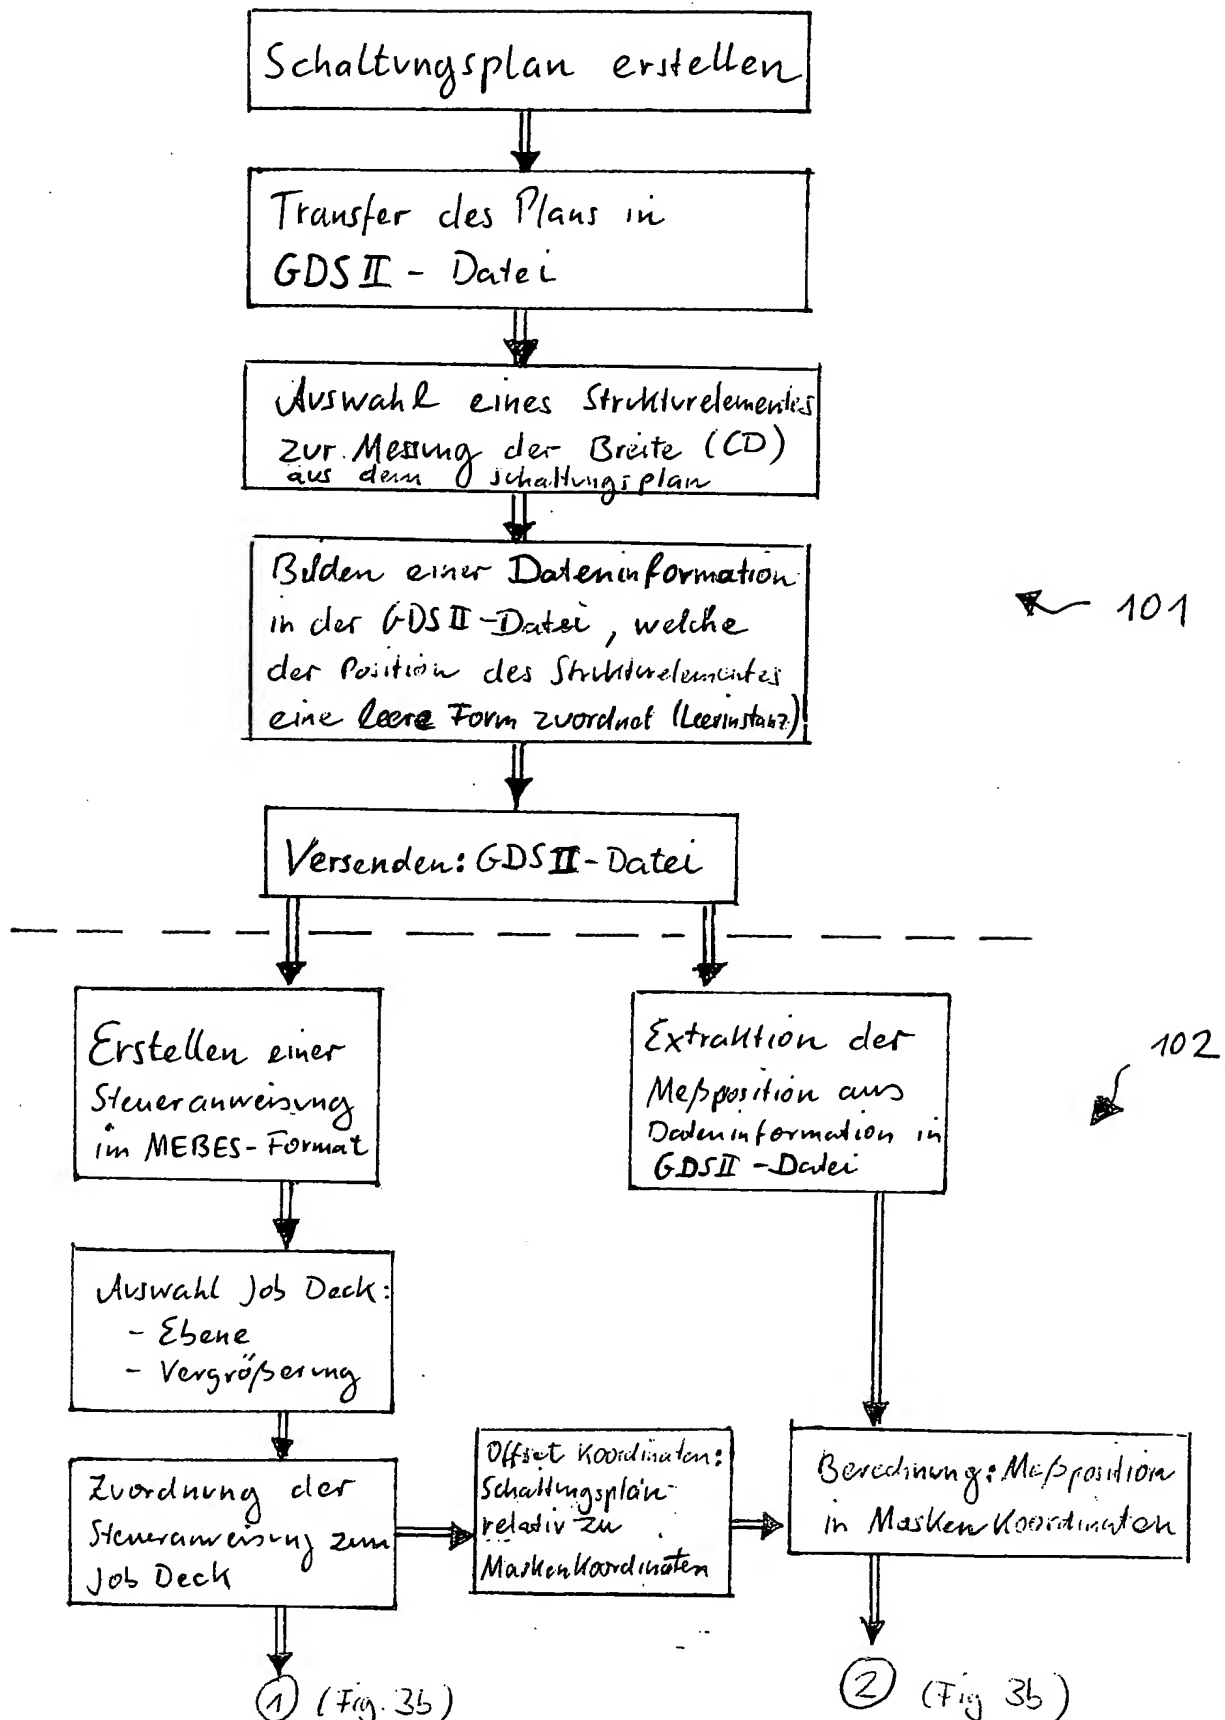 Schaltungsplan erstellen
Transfer des Plans in
GDS II - Datei
Auswahl eines Strukturelementes
zur Messung der Breite (CD)
aus dem Schaltungsplan
Bilden einer Dateninformation
in der GDS II - Datei, welche
der Position des Strukturelementes
eine leere Form zuordnet (Leerinstanz)
101
Versenden: GDS II - Datei
Erstellen einer
Steueranweisung
im MEBES-Format
Extraktion der
Meßposition aus
Dateninformation in
GDSII - Datei
102
Auswahl Job Deck:
- Ebene
- Vergrößerung
Zuordnung der
Steueranweisung zum
Job Deck
Offset Koordinaten:
Schaltungsplan
relativ zu
Maskenkoordinaten
Berechnung: Meßposition
in Maskenkoordinaten
1 (Fig. 3b)
2 (Fig 3b)